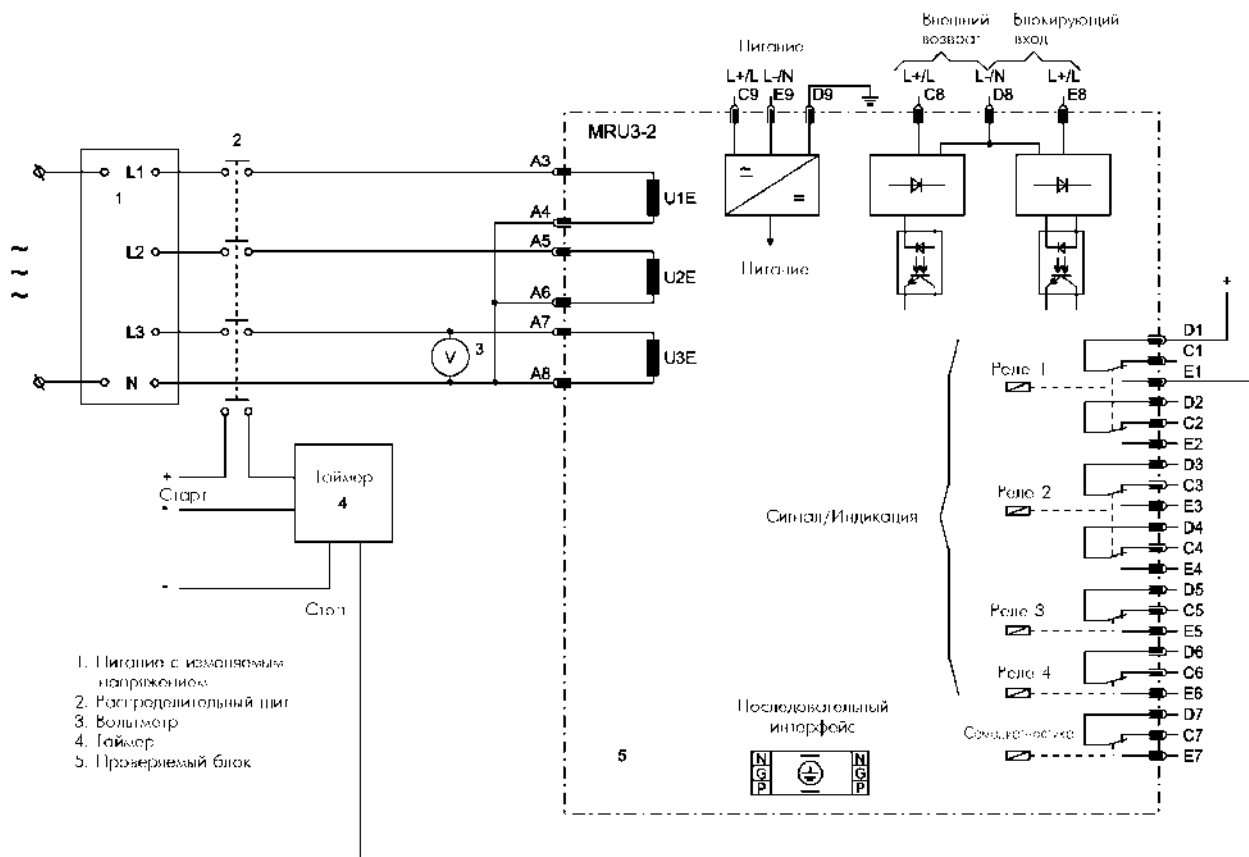 Внешний
возврат
Блокирующий
вход
Питание
L+/L L-/N
C9 E9 D9
L+/L
C8
L-/N
D8
L+/L
E8
MRU3-2
2
1
L1
L2
L3
N
A3
A4
A5
A6
A7
A8
U1E
U2E
U3E
V
3
~
=
Питание
+
Старт
-
Таймер
4
-
Стоп
Сигнал/Индикация
Реле 1
Реле 2
Реле 3
Реле 4
Самодиагностика
+
D1
C1
E1
D2
C2
E2
D3
C3
E3
D4
C4
E4
D5
C5
E5
D6
C6
E6
D7
C7
E7
Последовательный
интерфейс
N
G
P
N
G
P
5
1. Питание с изменяемым
напряжением
2. Распределительный щит
3. Вольтметр
4. Таймер
5. Проверяемый блок